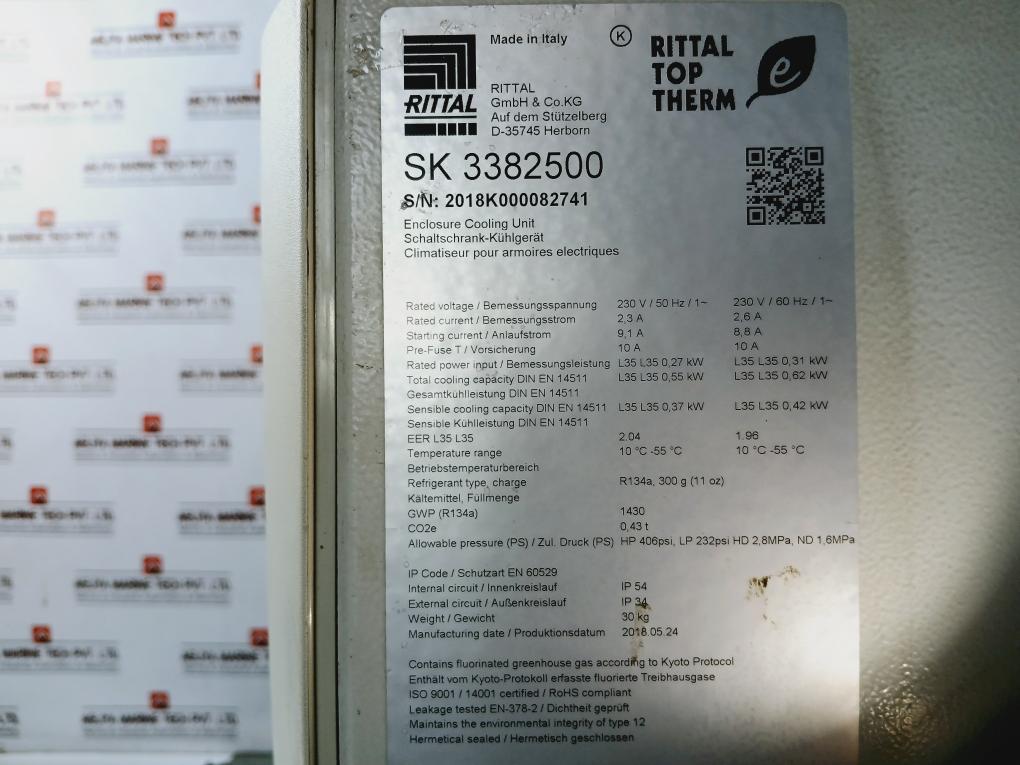 Made in Italy
K
RITTAL
TOP
THERM
e
RITTAL
RITTAL
GmbH & Co.KG
Auf dem Stützelberg
D-35745 Herborn
SK 3382500
S/N: 2018K000082741
Enclosure Cooling Unit
Schaltschrank-Kühlgerät
Climatiseur pour armoires electriques
Rated voltage / Bemessungsspannung 230 V / 50 Hz / 1~ 230 V / 60 Hz / 1~
Rated current / Bemessungsstrom 2,3 A 2,6 A
Starting current / Anlaufstrom 9,1 A 8,8 A
Pre-Fuse T / Vorsicherung 10 A 10 A
Rated power input / Bemessungsleistung L35 L35 0,27 kW L35 L35 0,31 kW
Total cooling capacity DIN EN 14511 L35 L35 0,55 kW L35 L35 0,62 kW
Gesamtkühlleistung DIN EN 14511
Sensible cooling capacity DIN EN 14511 L35 L35 0,37 kW L35 L35 0,42 kW
Sensible Kühlleistung DIN EN 14511
EER L35 L35 2.04 1.96
Temperature range 10 °C -55 °C 10 °C -55 °C
Betriebstemperaturbereich
Refrigerant type, charge R134a, 300 g (11 oz)
Kältemittel, Füllmenge
GWP (R134a) 1430
CO2e 0,43 t
Allowable pressure (PS) / Zul. Druck (PS) HP 406psi, LP 232psi HD 2,8MPa, ND 1,6MPa
IP Code / Schutzart EN 60529
Internal circuit / Innenkreislauf IP 54
External circuit / Außenkreislauf IP 34
Weight / Gewicht 30 kg
Manufacturing date / Produktionsdatum 2018.05.24
Contains fluorinated greenhouse gas according to Kyoto Protocol
Enthält vom Kyoto-Protokoll erfasste fluorierte Treibhausgase
ISO 9001 / 14001 certified / RoHS compliant
Leakage tested EN-378-2 / Dichtheit geprüft
Maintains the environmental integrity of type 12
Hermetical sealed / Hermetisch geschlossen